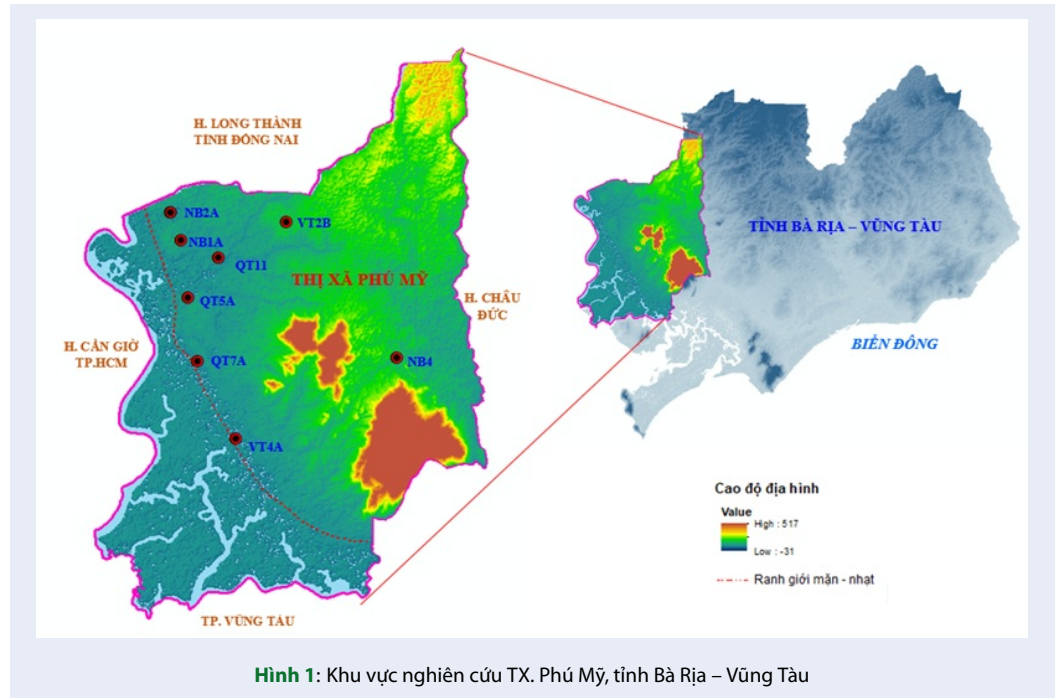 H. LONG THÀNH
TỈNH ĐỒNG NAI
NB2A
VT2B
NB1A
QT11
THỊ XÃ PHÚ MỸ
TỈNH BÀ RỊA – VŨNG TÀU
QT5A
H. CHÂU
ĐỨC
H. CẦN GIỜ
TP.HCM
QT7A
NB4
BIỂN ĐÔNG
VT4A
Cao độ địa hình
Value
High : 517
Low : -31
Ranh giới mặn - nhạt
TP. VŨNG TÀU
Hình 1: Khu vực nghiên cứu TX. Phú Mỹ, tỉnh Bà Rịa – Vũng Tàu